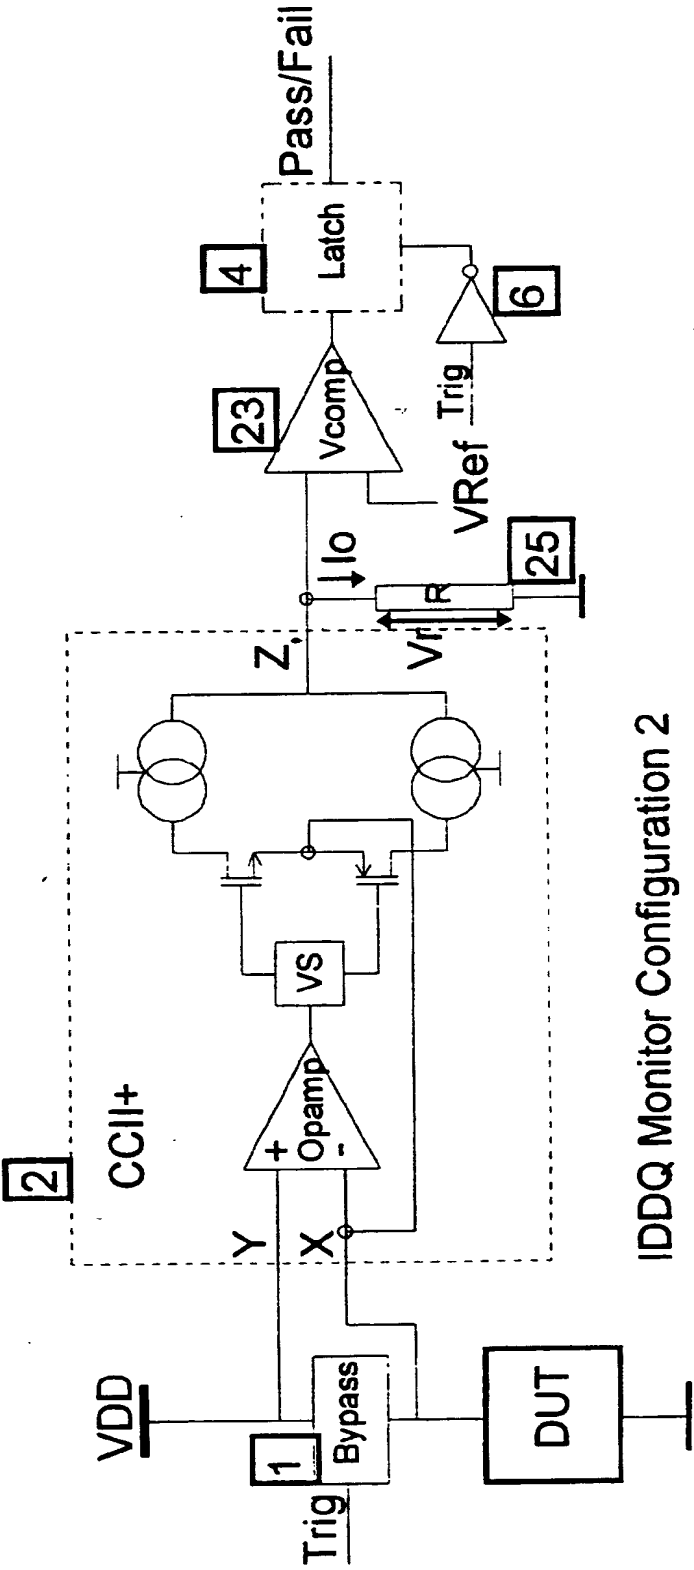 2
CCII+
4
Pass/Fail
Latch
23
Vcomp
VRef
Trig
6
Z
Io
R
Vr
25
VS
+
Opamp
-
Y
X
VDD
1
Bypass
Trig
DUT
IDDQ Monitor Configuration 2